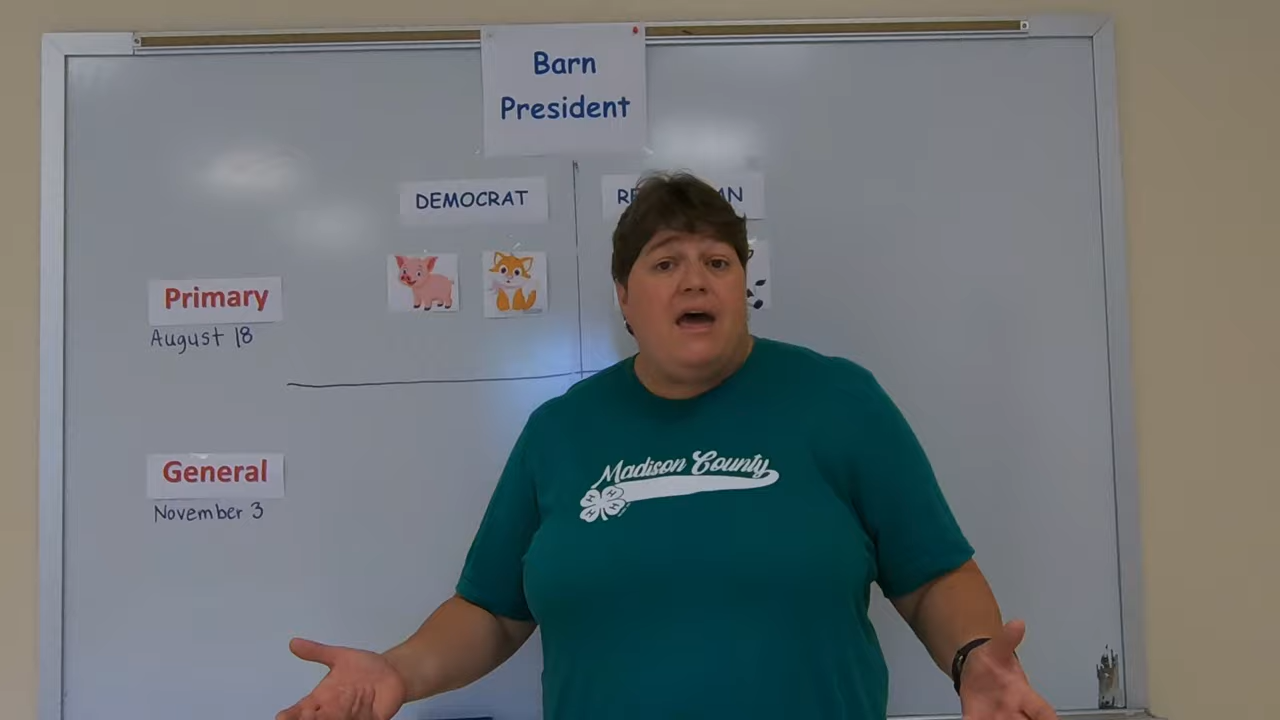 Barn
President
DEMOCRAT
Primary
August 18
General
November 3
Madison County
H H
H H